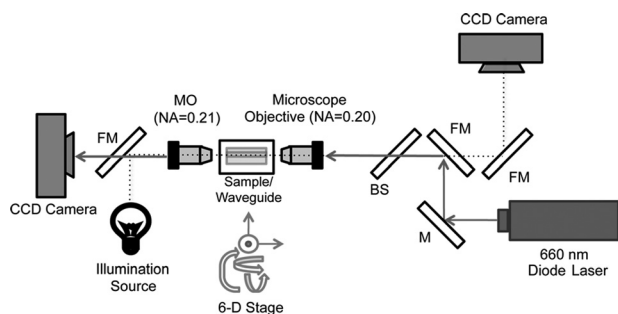 CCD Camera
MO
(NA=0.21)
Microscope
Objective (NA=0.20)
FM
FM
FM
BS
M
CCD Camera
Sample/
Waveguide
Illumination
Source
6-D Stage
660 nm
Diode Laser